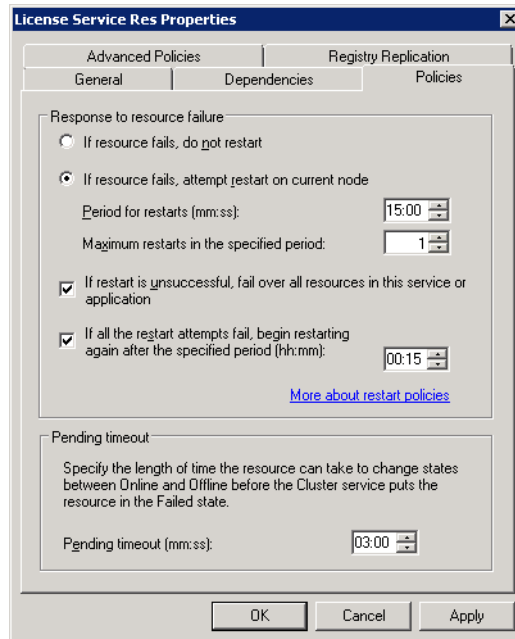 License Service Res Properties
Advanced Policies
Registry Replication
General
Dependencies
Policies
Response to resource failure
If resource fails, do not restart
If resource fails, attempt restart on current node
Period for restarts (mm:ss):
15:00
Maximum restarts in the specified period:
1
If restart is unsuccessful, fail over all resources in this service or
application
If all the restart attempts fail, begin restarting
again after the specified period (hh:mm):
00:15
More about restart policies
Pending timeout
Specify the length of time the resource can take to change states
between Online and Offline before the Cluster service puts the
resource in the Failed state.
Pending timeout (mm:ss):
03:00
OK
Cancel
Apply